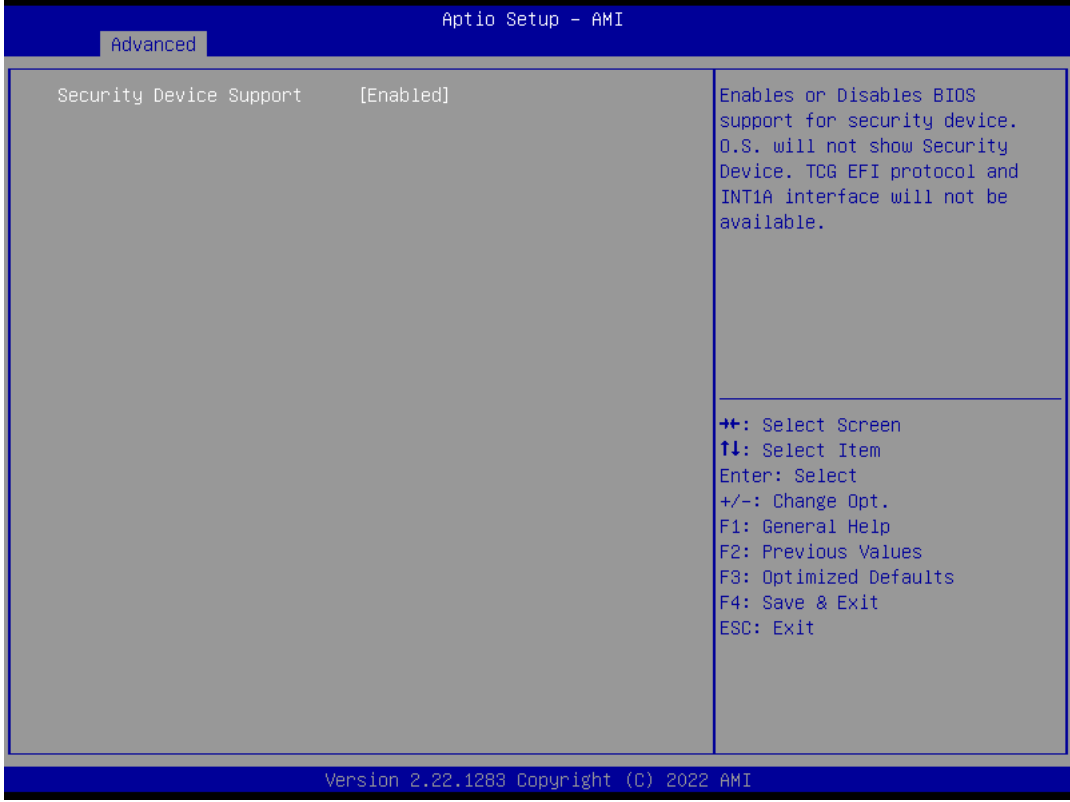 Aptio Setup – AMI
Advanced
Security Device Support [Enabled]
Enables or Disables BIOS
support for security device.
O.S. will not show Security
Device. TCG EFI protocol and
INT1A interface will not be
available.
→←: Select Screen
↑↓: Select Item
Enter: Select
+/-: Change Opt.
F1: General Help
F2: Previous Values
F3: Optimized Defaults
F4: Save & Exit
ESC: Exit
Version 2.22.1283 Copyright (C) 2022 AMI